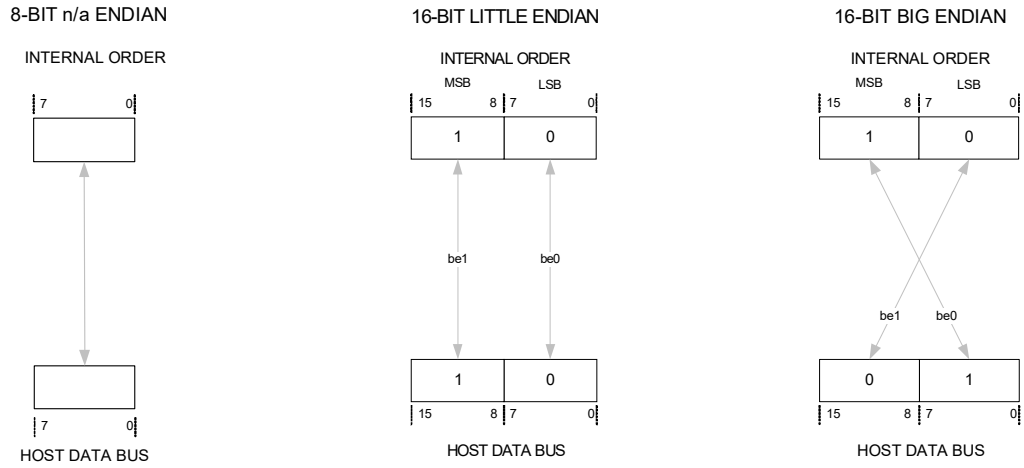 8-BIT n/a ENDIAN
INTERNAL ORDER
7 0
7 0
HOST DATA BUS
16-BIT LITTLE ENDIAN
INTERNAL ORDER
MSB LSB
15 8 7 0
1 0
be1 be0
1 0
15 8 7 0
HOST DATA BUS
16-BIT BIG ENDIAN
INTERNAL ORDER
MSB LSB
15 8 7 0
1 0
be1 be0
0 1
15 8 7 0
HOST DATA BUS